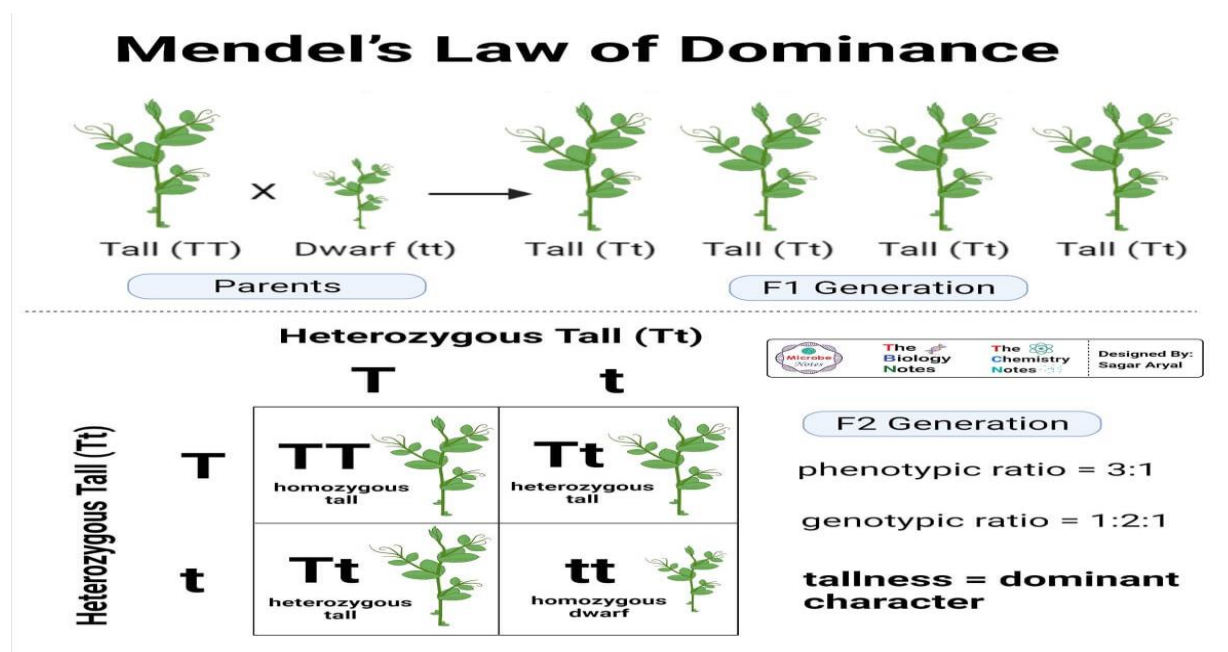 Mendel's Law of Dominance
X
Tall (TT)
Dwarf (tt)
Tall (Tt)
Tall (Tt)
Tall (Tt)
Tall (Tt)
Parents
F1 Generation
Heterozygous Tall (Tt)
T
t
Heterozygous Tall (Tt)
T
TT
homozygous
tall
Tt
heterozygous
tall
t
Tt
heterozygous
tall
tt
homozygous
dwarf
Microbe
Notes
The
Biology
Notes
The
Chemistry
Notes
Designed By:
Sagar Aryal
F2 Generation
phenotypic ratio = 3:1
genotypic ratio = 1:2:1
tallness = dominant
character